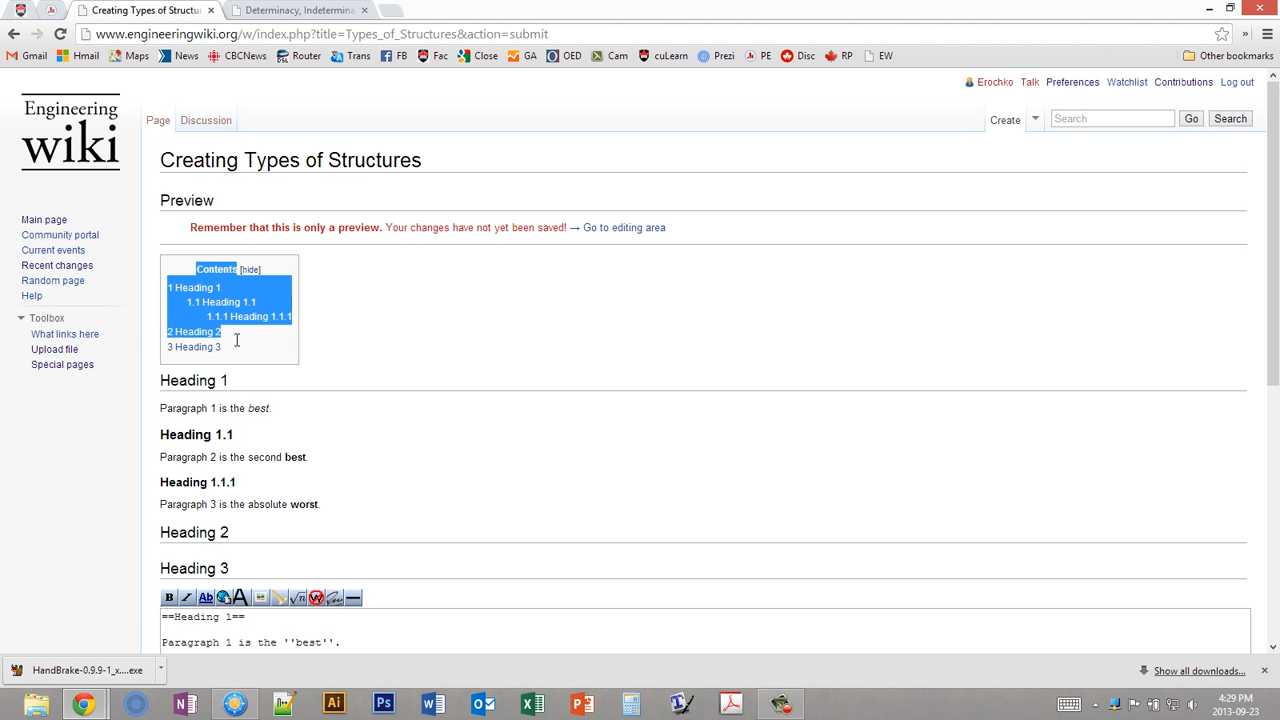 Creating Types of Structur
Determinacy, Indetermina
www.engineeringwiki.org/w/index.php?title=Types_of_Structures&action=submit
Gmail Hmail Maps News CBCNews Router Trans FB Fac Close GA OED Cam cuLearn Prezi PE Disc RP EW Other bookmarks
Erochko Talk Preferences Watchlist Contributions Log out
Engineering
wiki
Page Discussion Create Search Go Search
Creating Types of Structures
Preview
Remember that this is only a preview. Your changes have not yet been saved! → Go to editing area
Main page
Community portal
Current events
Recent changes
Random page
Help
Toolbox
What links here
Upload file
Special pages
Contents [hide]
1 Heading 1
1.1 Heading 1.1
1.1.1 Heading 1.1.1
2 Heading 2
3 Heading 3
Heading 1
Paragraph 1 is the best.
Heading 1.1
Paragraph 2 is the second best.
Heading 1.1.1
Paragraph 3 is the absolute worst.
Heading 2
Heading 3
B I Ab A √n W
==Heading 1==
Paragraph 1 is the ''best''.
HandBrake-0.9.9-1_x....exe
Show all downloads...
4:29 PM
2013-09-23